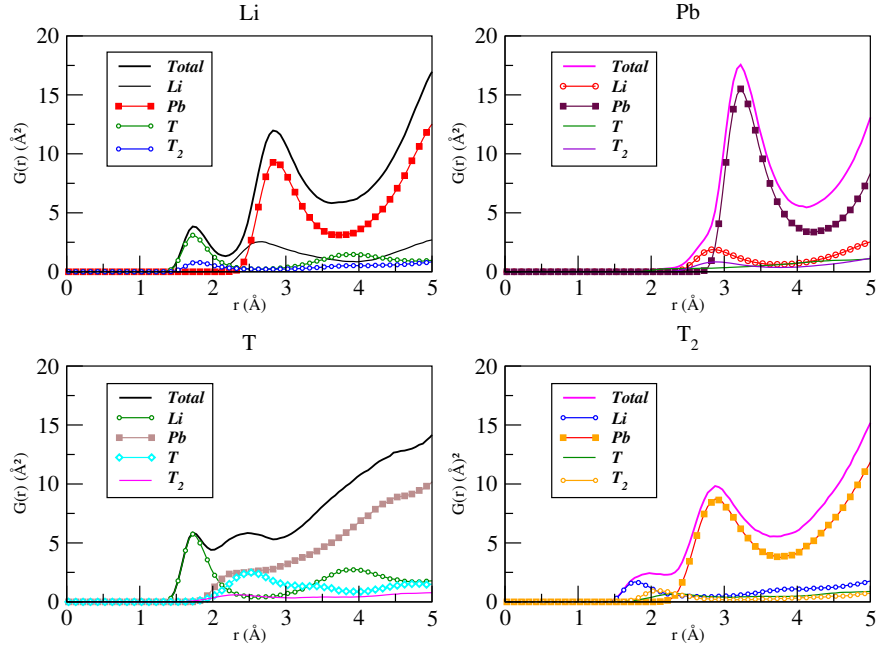 Li
Pb
G(r) (Å²)
20
15
10
5
0
Total
Li
Pb
T
T₂
0 1 2 3 4 5
r (Å)
G(r) (Å²)
20
15
10
5
0
Total
Li
Pb
T
T₂
0 1 2 3 4 5
r (Å)
T
T₂
G(r) (Å²)
20
15
10
5
0
Total
Li
Pb
T
T₂
0 1 2 3 4 5
r (Å)
G(r) (Å)²
20
15
10
5
0
Total
Li
Pb
T
T₂
0 1 2 3 4 5
r (Å)